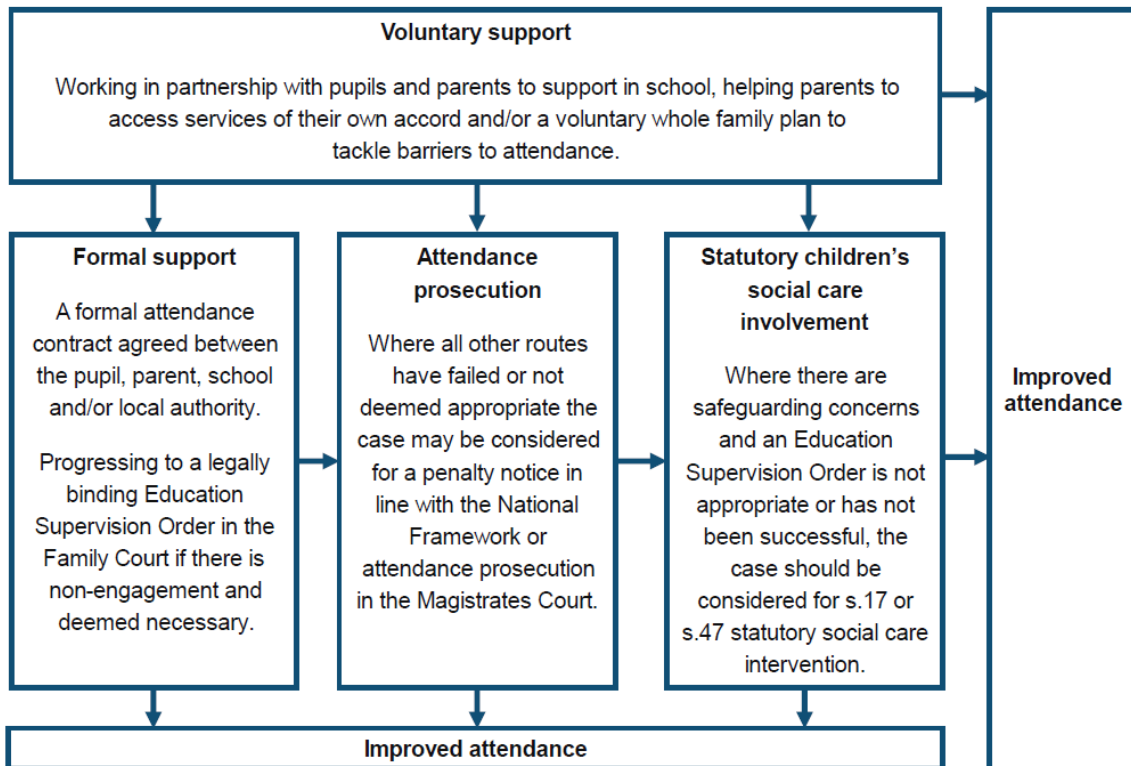 Voluntary support
Working in partnership with pupils and parents to support in school, helping parents to
access services of their own accord and/or a voluntary whole family plan to
tackle barriers to attendance.
Formal support
A formal attendance
contract agreed between
the pupil, parent, school
and/or local authority.
Progressing to a legally
binding Education
Supervision Order in the
Family Court if there is
non-engagement and
deemed necessary.
Attendance
prosecution
Where all other routes
have failed or not
deemed appropriate the
case may be considered
for a penalty notice in
line with the National
Framework or
attendance prosecution
in the Magistrates Court.
Statutory children's
social care
involvement
Where there are
safeguarding concerns
and an Education
Supervision Order is not
appropriate or has not
been successful, the
case should be
considered for s.17 or
s.47 statutory social care
intervention.
Improved
attendance
Improved attendance